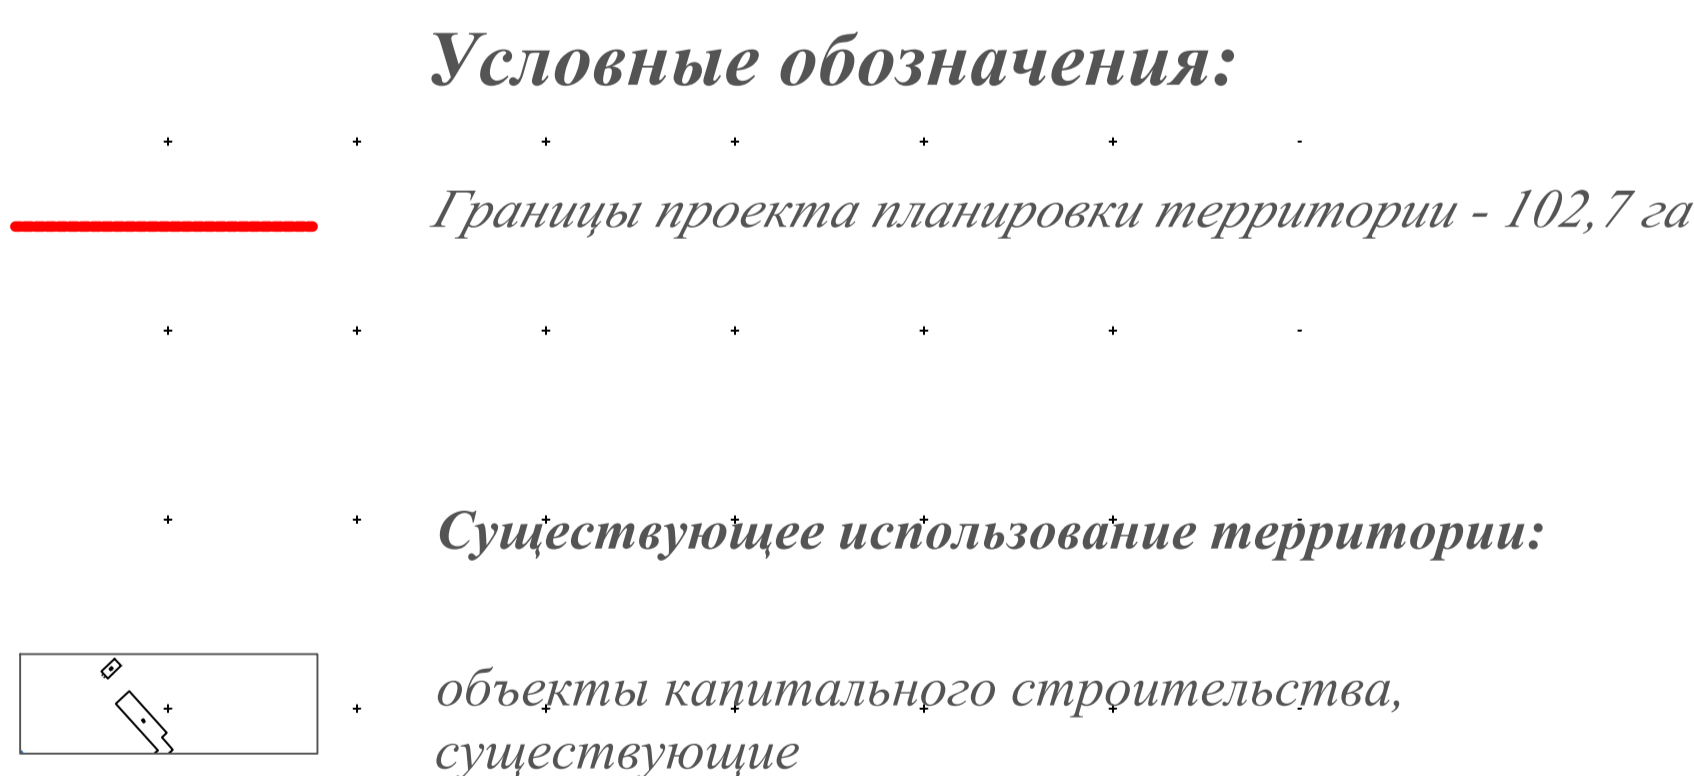 Условные обозначения:
Границы проекта планировки территории - 102,7 га
Существующее использование территории:
объекты капитального строительства,
существующие